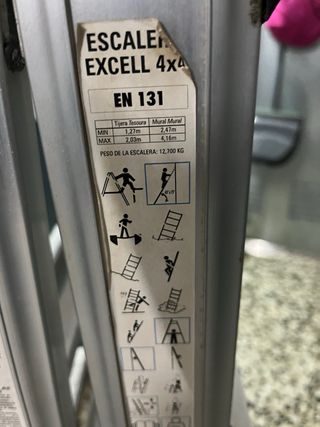 ESCALER
EXCELL 4x4
EN 131
Tijera Tesoura Mural Mural
MIN 1,27m 2,47m
MAX 2,03m 4,16m
PESO DE LA ESCALERA: 12,700 KG